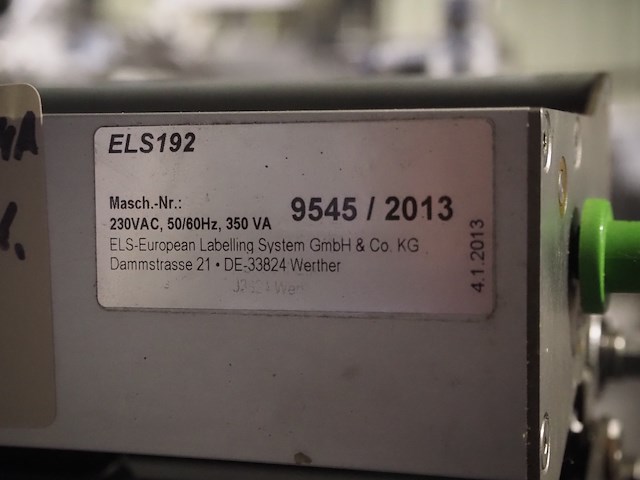 ELS192
Masch.-Nr.: 9545 / 2013
230VAC, 50/60Hz, 350 VA
ELS-European Labelling System GmbH & Co. KG
Dammstrasse 21 • DE-33824 Werther
4.1.2013